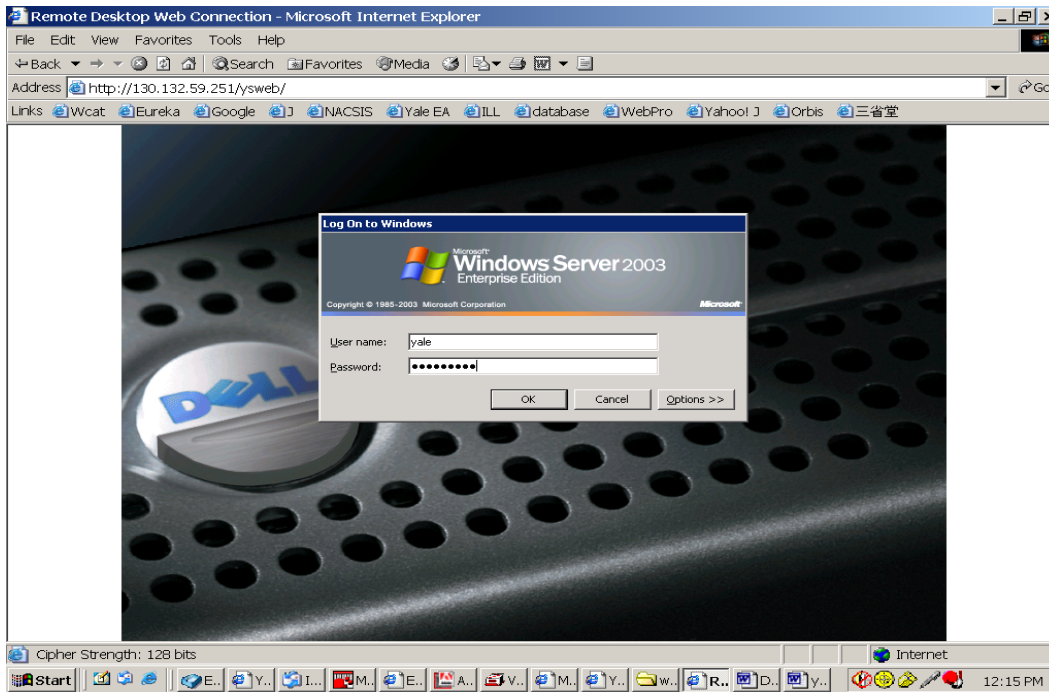 Remote Desktop Web Connection - Microsoft Internet Explorer
File Edit View Favorites Tools Help
Back Search Favorites Media
Address http://130.132.59.251/ysweb/ Go
Links Wcat Eureka Google J NACSIS Yale EA ILL database WebPro Yahoo! J Orbis 三省堂
Log On to Windows
Microsoft
Windows Server 2003
Enterprise Edition
Copyright © 1985-2003 Microsoft Corporation Microsoft
User name: yale
Password: •••••••••
OK Cancel Options >>
DELL
Cipher Strength: 128 bits Internet
Start E.. Y.. I... M.. E.. A.. V.. M.. Y.. w.. R.. D.. y.. 12:15 PM